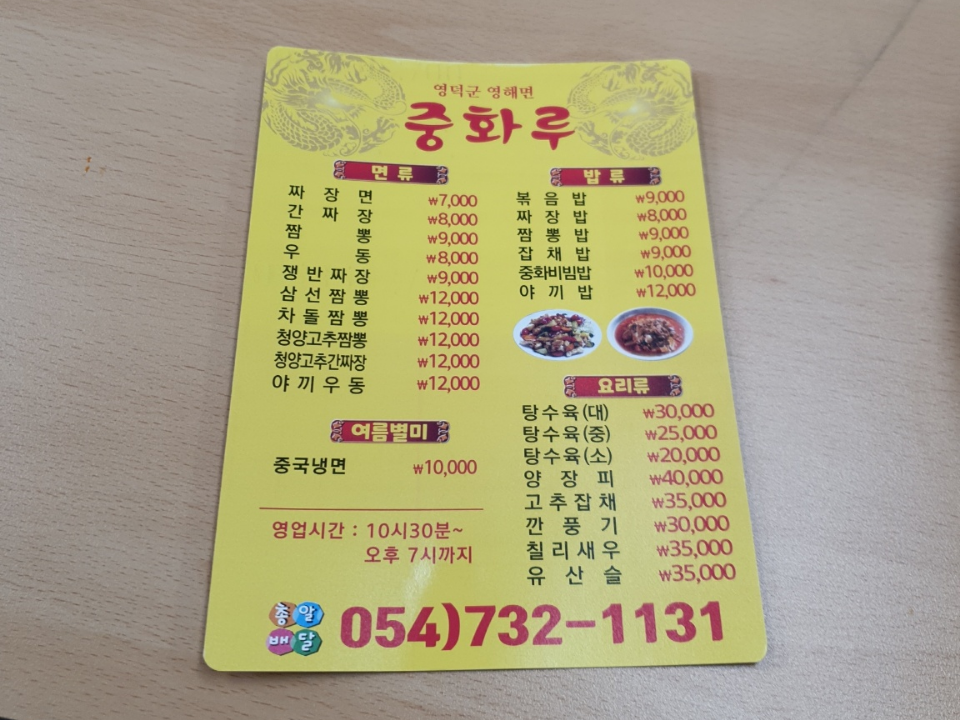 영덕군 영해면
중화루
면류
짜장면 ₩7,000
간짜장 ₩8,000
짬뽕 ₩9,000
우동 ₩8,000
쟁반짜장 ₩9,000
삼선짬뽕 ₩12,000
차돌짬뽕 ₩12,000
청양고추짬뽕 ₩12,000
청양고추간짜장 ₩12,000
야끼우동 ₩12,000
여름별미
중국냉면 ₩10,000
영업시간 : 10시30분~
오후 7시까지
밥류
볶음밥 ₩9,000
짜장밥 ₩8,000
짬뽕밥 ₩9,000
잡채밥 ₩9,000
중화비빔밥 ₩10,000
야끼밥 ₩12,000
요리류
탕수육(대) ₩30,000
탕수육(중) ₩25,000
탕수육(소) ₩20,000
양장피 ₩40,000
고추잡채 ₩35,000
깐풍기 ₩30,000
칠리새우 ₩35,000
유산슬 ₩35,000
총알
배달
054)732-1131